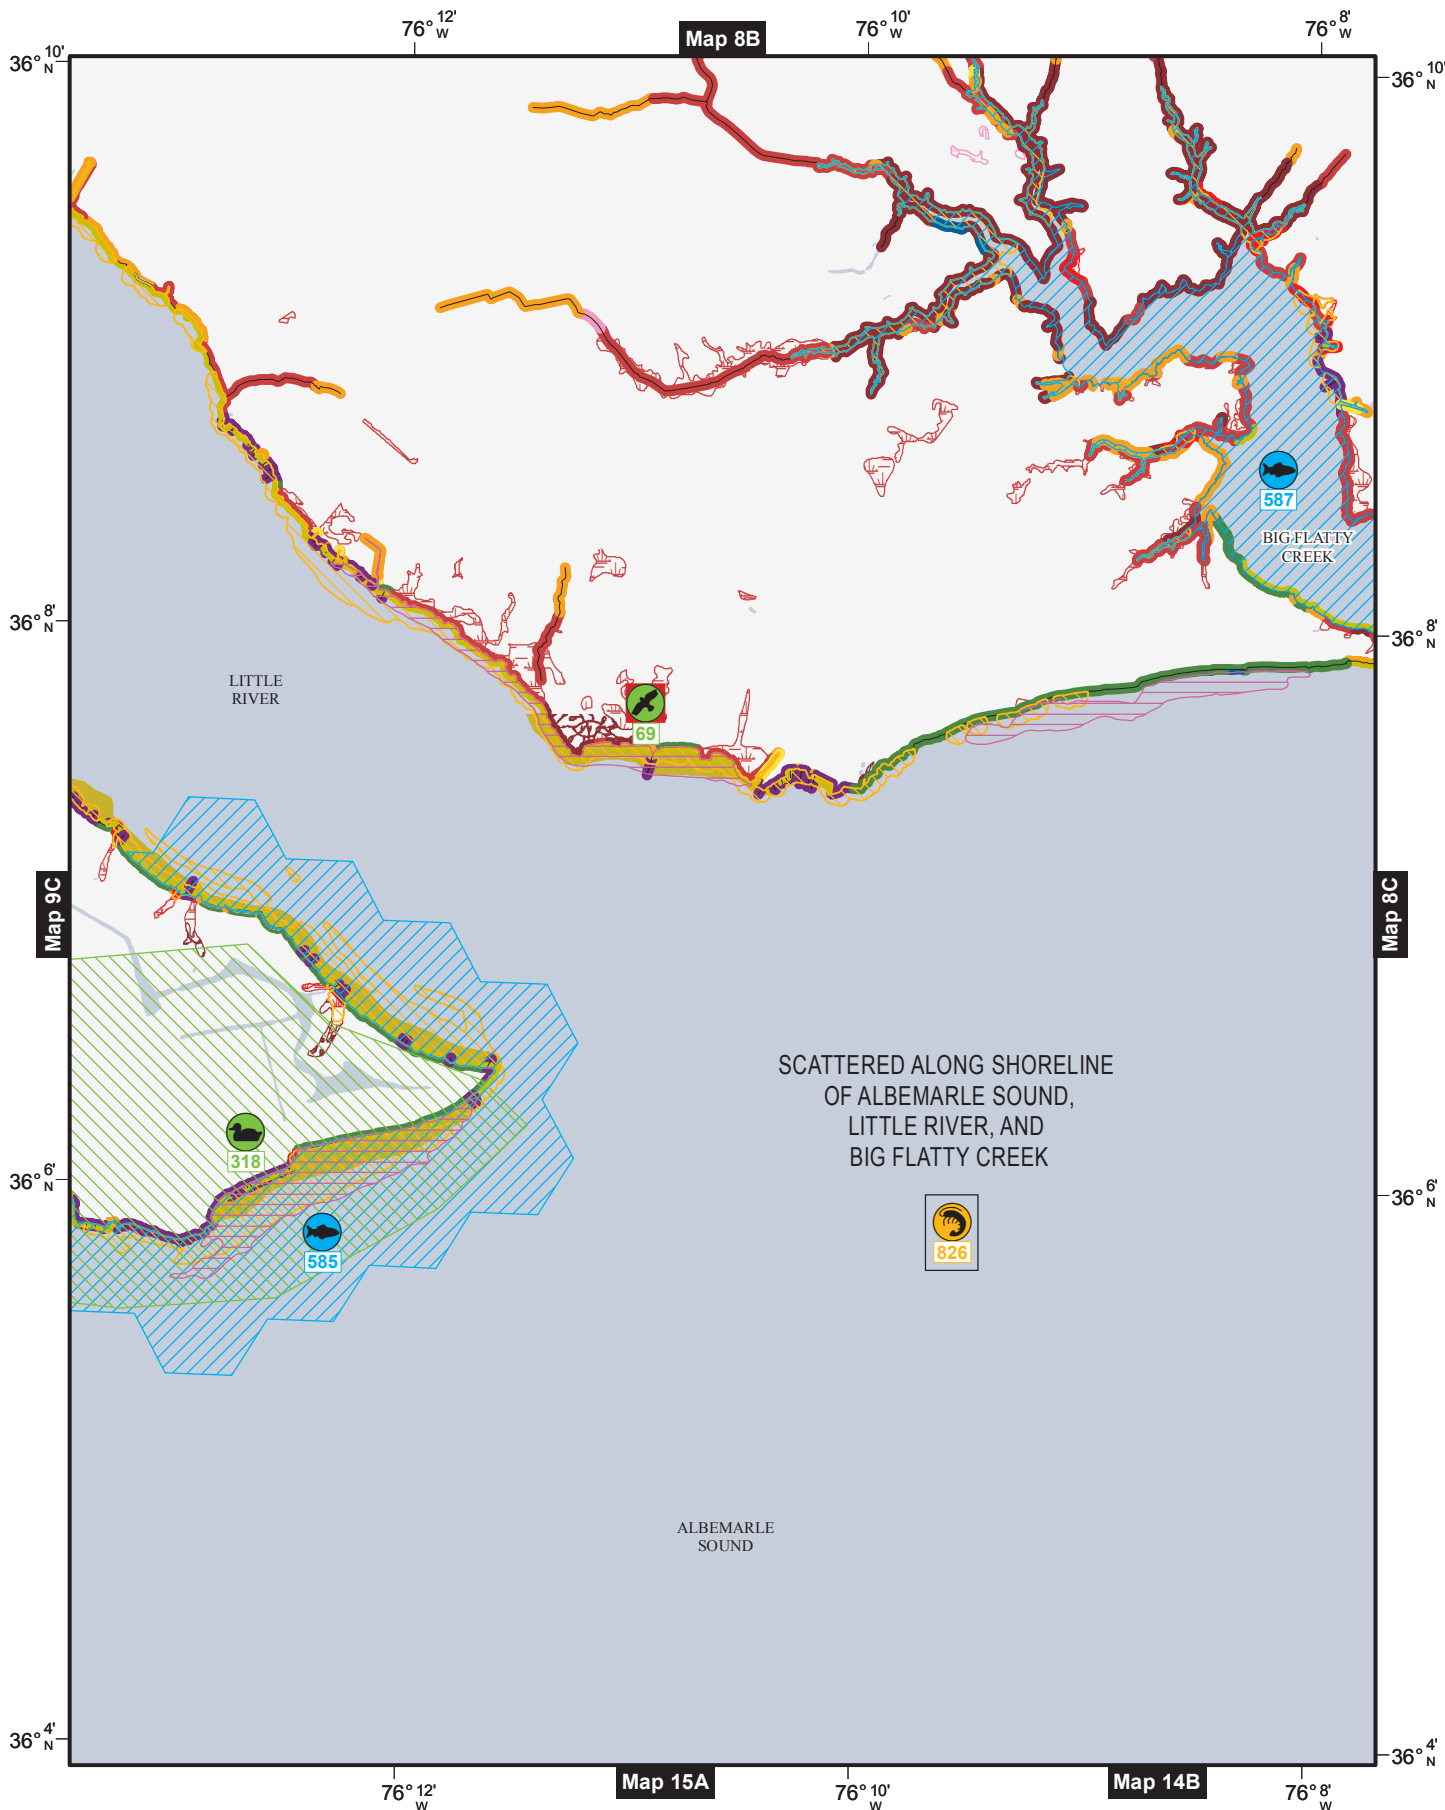 76° 12' W
Map 8B
76° 10' W
76° 8' W
36° 10' N
36° 10' N
587
BIG FLATTY
CREEK
36° 8' N
36° 8' N
LITTLE
RIVER
69
Map 9C
Map 8C
SCATTERED ALONG SHORELINE
OF ALBEMARLE SOUND,
LITTLE RIVER, AND
BIG FLATTY CREEK
318
36° 6' N
36° 6' N
585
826
ALBEMARLE
SOUND
36° 4' N
36° 4' N
76° 12' W
Map 15A
76° 10' W
Map 14B
76° 8' W